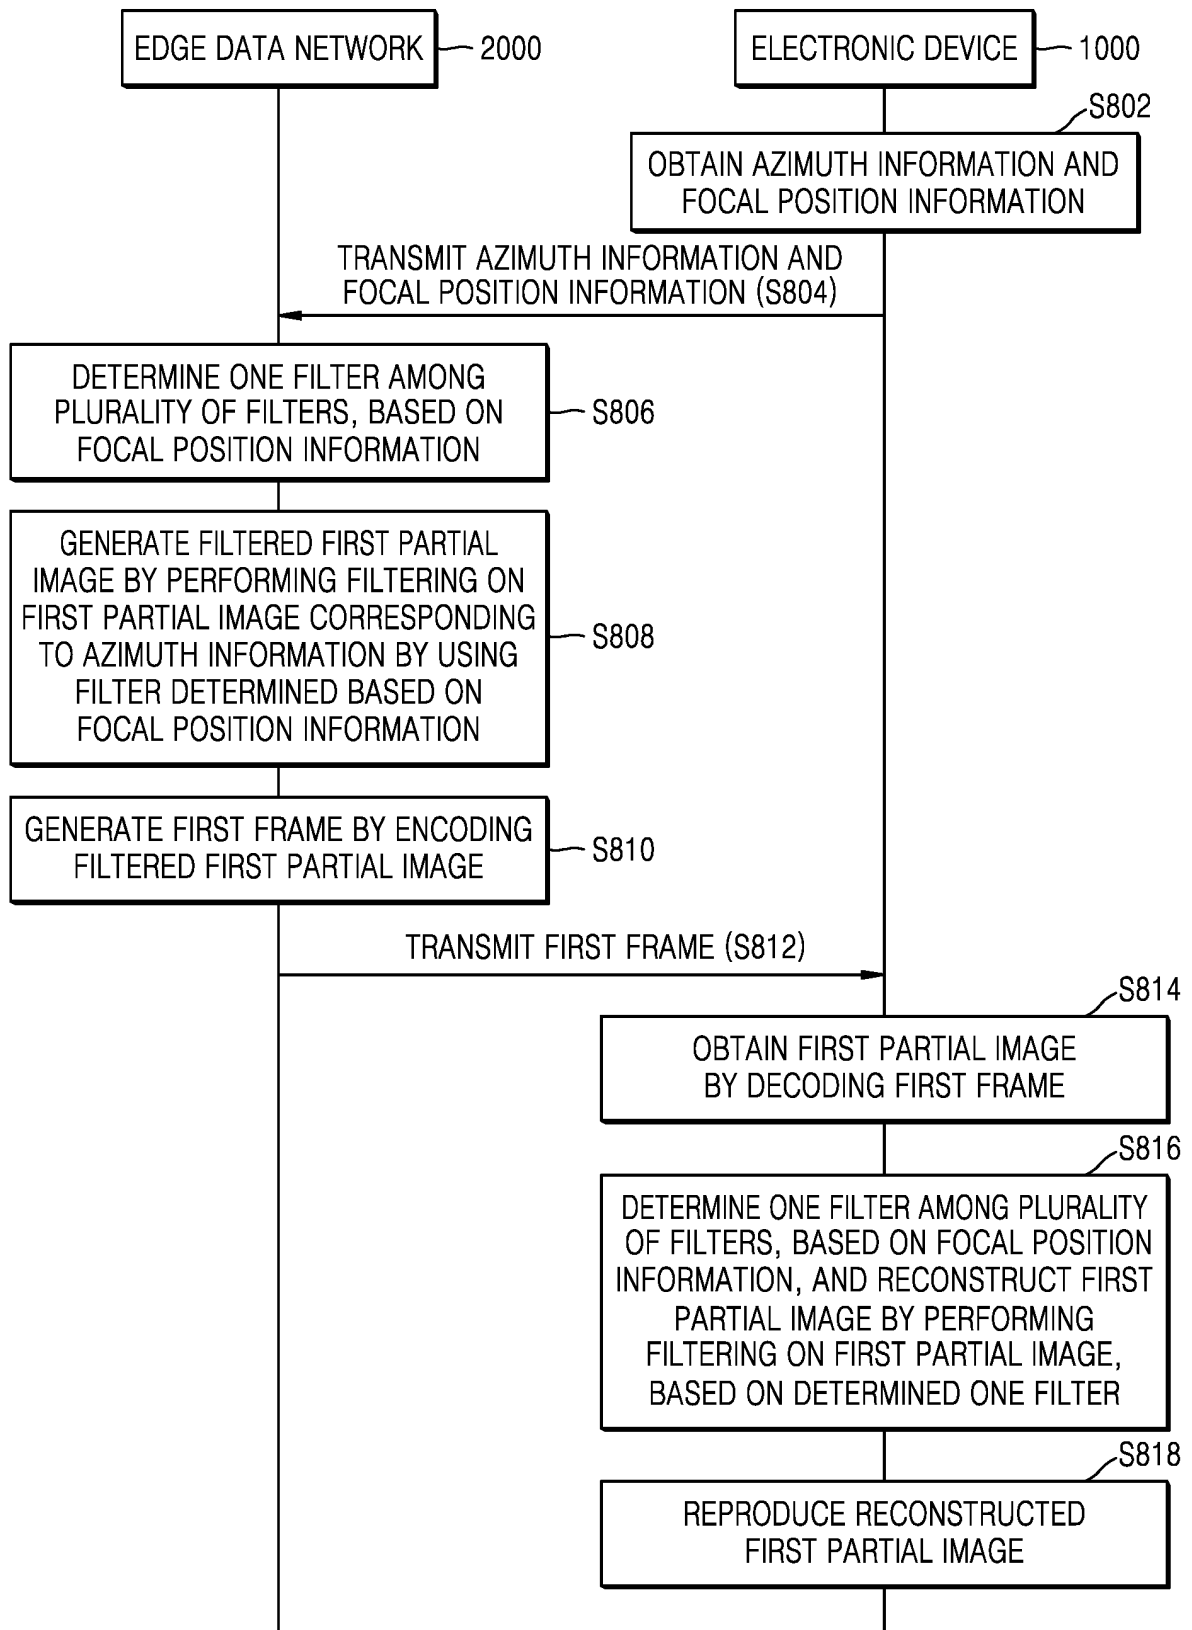 EDGE DATA NETWORK
2000
ELECTRONIC DEVICE
1000
S802
OBTAIN AZIMUTH INFORMATION AND
FOCAL POSITION INFORMATION
TRANSMIT AZIMUTH INFORMATION AND
FOCAL POSITION INFORMATION (S804)
DETERMINE ONE FILTER AMONG
PLURALITY OF FILTERS, BASED ON
FOCAL POSITION INFORMATION
S806
GENERATE FILTERED FIRST PARTIAL
IMAGE BY PERFORMING FILTERING ON
FIRST PARTIAL IMAGE CORRESPONDING
TO AZIMUTH INFORMATION BY USING
FILTER DETERMINED BASED ON
FOCAL POSITION INFORMATION
S808
GENERATE FIRST FRAME BY ENCODING
FILTERED FIRST PARTIAL IMAGE
S810
TRANSMIT FIRST FRAME (S812)
S814
OBTAIN FIRST PARTIAL IMAGE
BY DECODING FIRST FRAME
S816
DETERMINE ONE FILTER AMONG PLURALITY
OF FILTERS, BASED ON FOCAL POSITION
INFORMATION, AND RECONSTRUCT FIRST
PARTIAL IMAGE BY PERFORMING
FILTERING ON FIRST PARTIAL IMAGE,
BASED ON DETERMINED ONE FILTER
S818
REPRODUCE RECONSTRUCTED
FIRST PARTIAL IMAGE